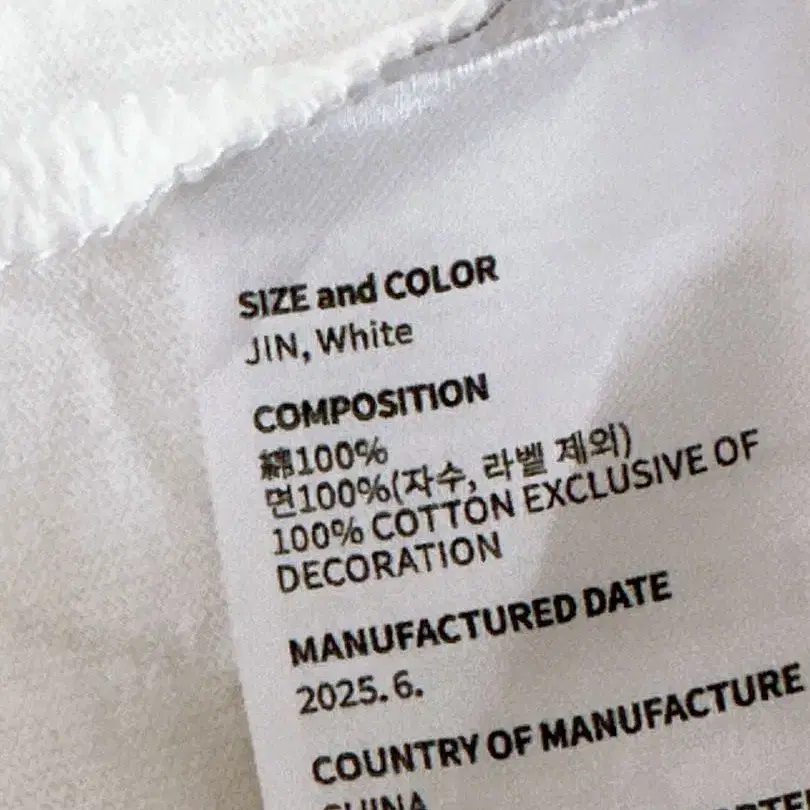 SIZE and COLOR
JIN, White
COMPOSITION
綿100%
면100%(자수, 라벨 제외)
100% COTTON EXCLUSIVE OF
DECORATION
MANUFACTURED DATE
2025. 6.
COUNTRY OF MANUFACTURE
CHINA